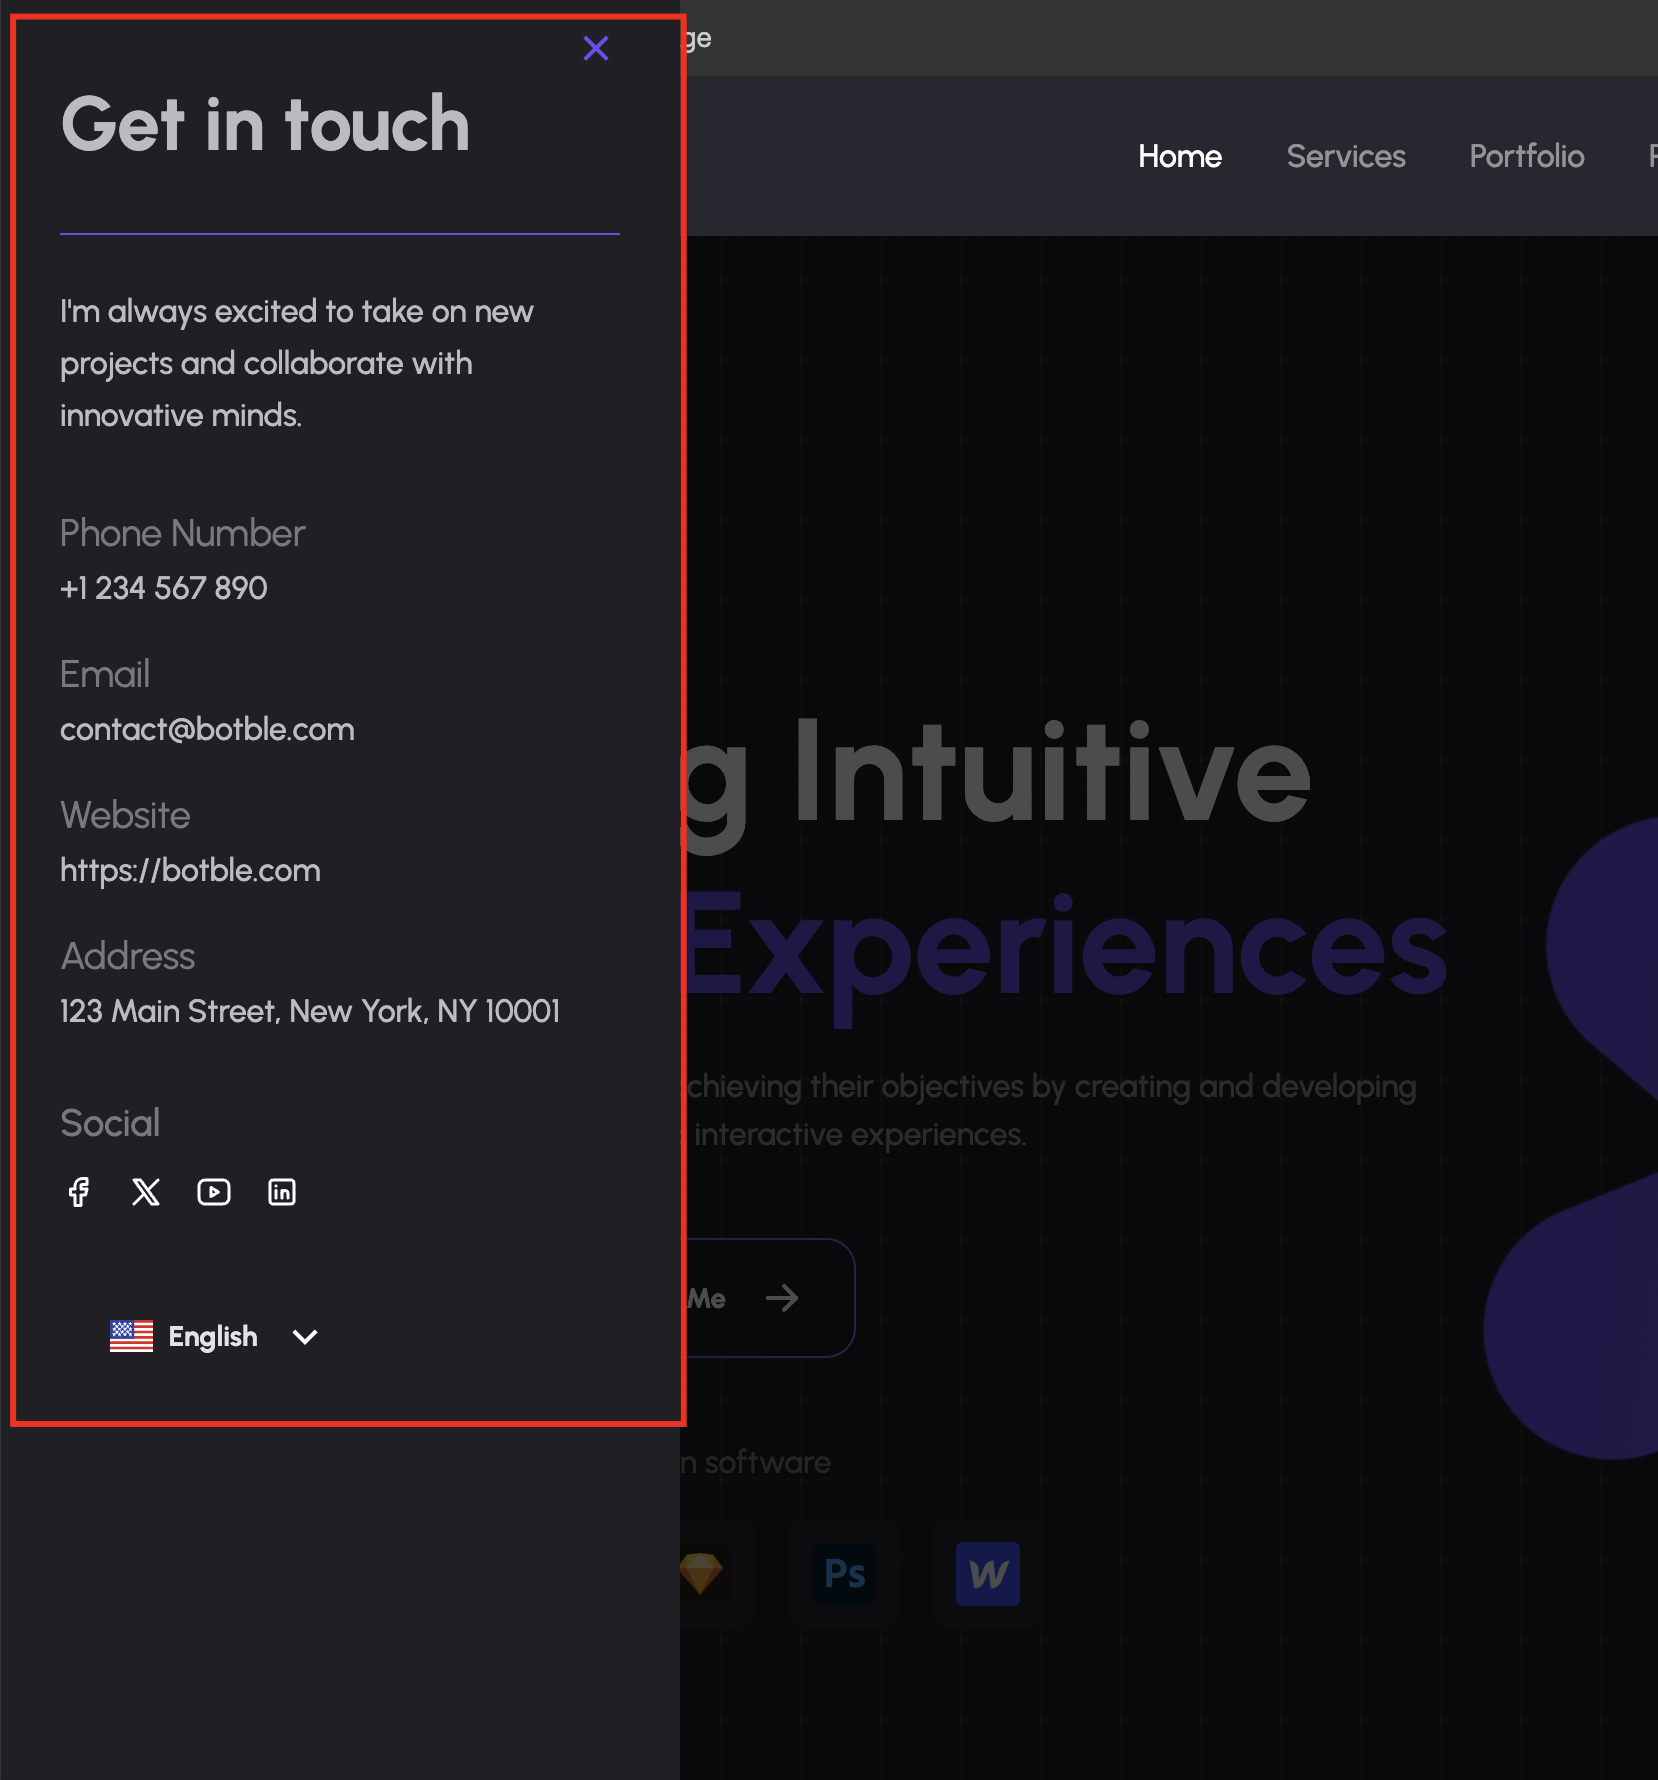 Get in touch
I'm always excited to take on new
projects and collaborate with
innovative minds.
Phone Number
+1 234 567 890
Email
contact@botble.com
Website
https://botble.com
Address
123 Main Street, New York, NY 10001
Social
English
Home Services Portfolio
Intuitive
Experiences
their objectives by creating and developing
interactive experiences.
Me
software
Ps